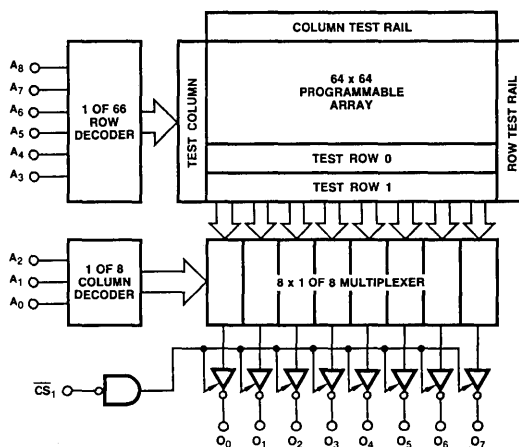 COLUMN TEST RAIL
A8
A7
A6
A5
A4
A3
1 OF 66
ROW
DECODER
TEST COLUMN
64 x 64
PROGRAMMABLE
ARRAY
ROW TEST RAIL
TEST ROW 0
TEST ROW 1
A2
A1
A0
1 OF 8
COLUMN
DECODER
8 x 1 OF 8 MULTIPLEXER
CS1
O0 O1 O2 O3 O4 O5 O6 O7